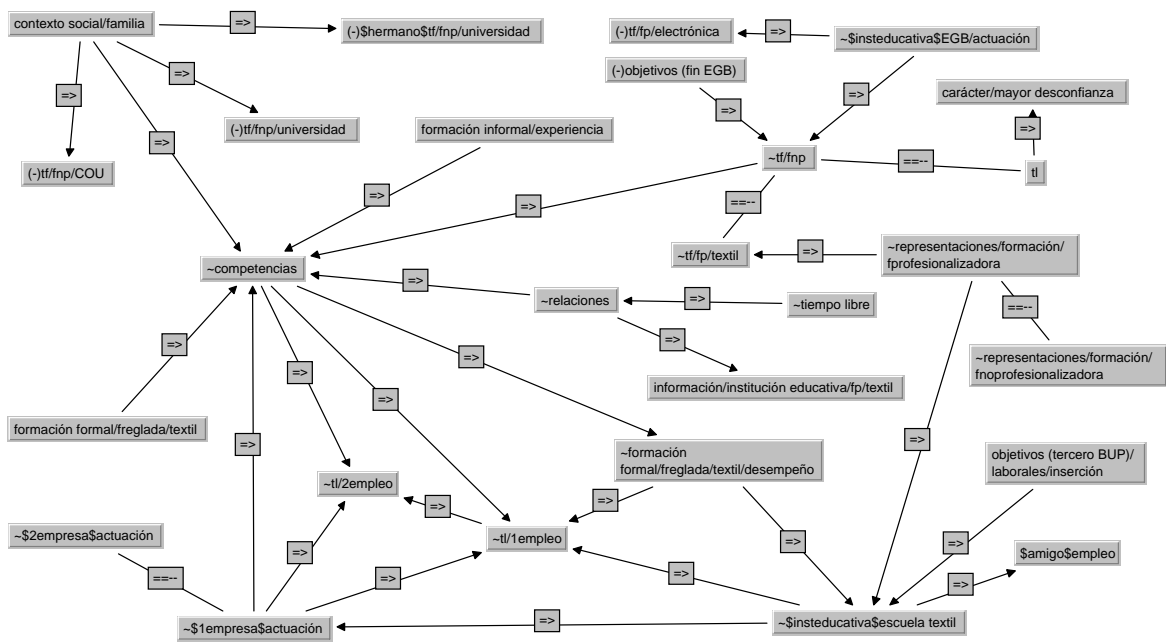 contexto social/familia
=>
(-)$hermano$tf/fnp/universidad
(-)tf/fp/electrónica
=>
~$insteducativa$EGB/actuación
(-)objetivos (fin EGB)
=>
=>
=>
=>
carácter/mayor desconfianza
=>
=>
(-)tf/fnp/universidad
formación informal/experiencia
=>
~tf/fnp
==--
tl
(-)tf/fnp/COU
=>
=>
==--
~competencias
~tf/fp/textil
=>
~representaciones/formación/
fprofesionalizadora
=>
~relaciones
=>
~tiempo libre
==--
=>
=>
=>
~representaciones/formación/
fnoprofesionalizadora
=>
información/institución educativa/fp/textil
=>
formación formal/freglada/textil
=>
~formación
formal/freglada/textil/desempeño
=>
objetivos (tercero BUP)/
laborales/inserción
~tl/2empleo
=>
=>
~$2empresa$actuación
~tl/1empleo
=>
$amigo$empleo
=>
==--
=>
=>
=>
~$1empresa$actuación
=>
~$insteducativa$escuela textil